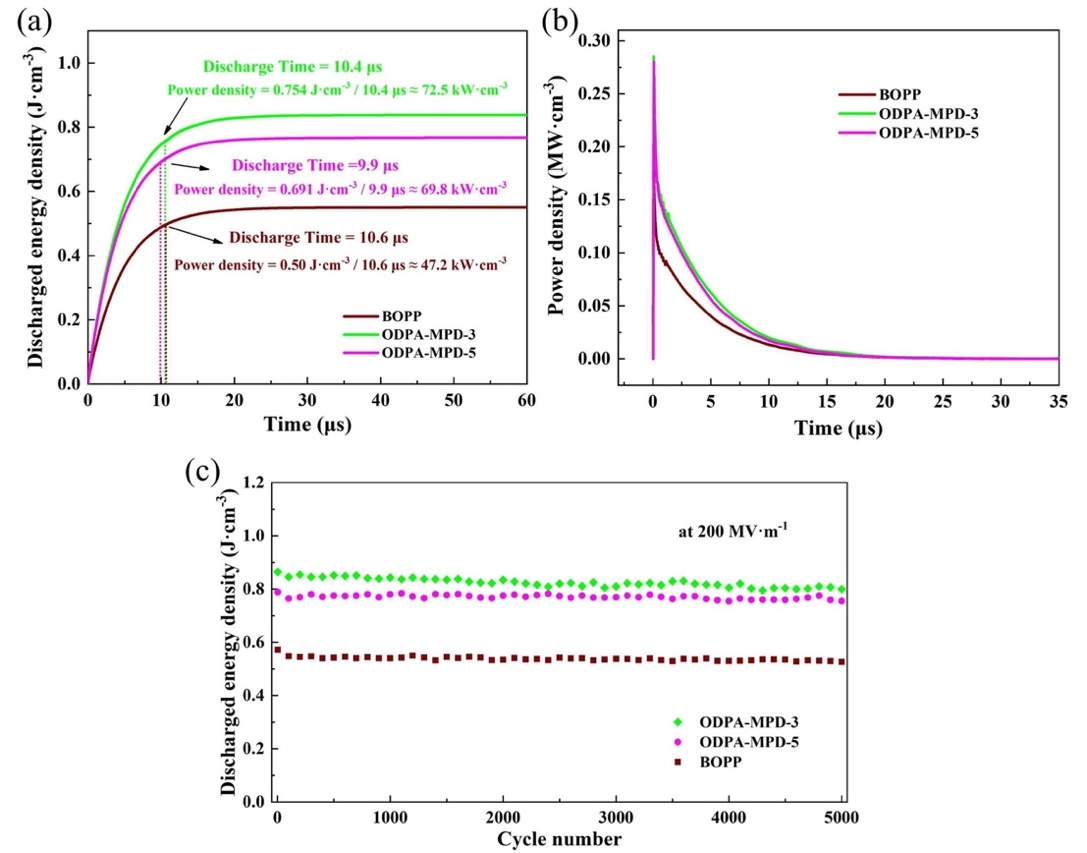 (a)
Discharged energy density (J·cm⁻³)
1.0
0.8
0.6
0.4
0.2
0.0
Discharge Time = 10.4 μs
Power density = 0.754 J·cm⁻³ / 10.4 μs ≈ 72.5 kW·cm⁻³
Discharge Time =9.9 μs
Power density = 0.691 J·cm⁻³ / 9.9 μs ≈ 69.8 kW·cm⁻³
Discharge Time = 10.6 μs
Power density = 0.50 J·cm⁻³ / 10.6 μs ≈ 47.2 kW·cm⁻³
BOPP
ODPA-MPD-3
ODPA-MPD-5
0 10 20 30 40 50 60
Time (μs)
(b)
Power density (MW·cm⁻³)
0.30
0.25
0.20
0.15
0.10
0.05
0.00
BOPP
ODPA-MPD-3
ODPA-MPD-5
0 5 10 15 20 25 30 35
Time (μs)
(c)
Discharged energy density (J·cm⁻³)
1.2
1.0
0.8
0.6
0.4
0.2
0.0
at 200 MV·m⁻¹
ODPA-MPD-3
ODPA-MPD-5
BOPP
0 1000 2000 3000 4000 5000
Cycle number